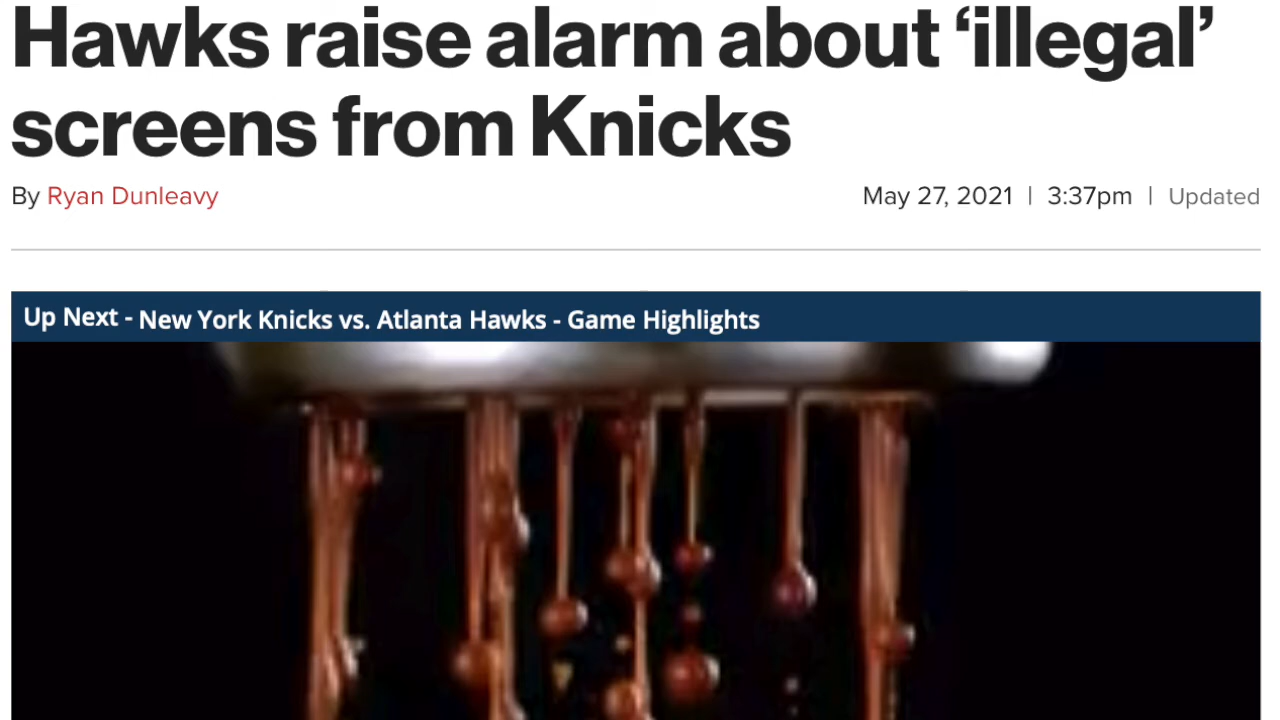 Hawks raise alarm about ‘illegal’
screens from Knicks
By Ryan Dunleavy
May 27, 2021 | 3:37pm | Updated
Up Next - New York Knicks vs. Atlanta Hawks - Game Highlights